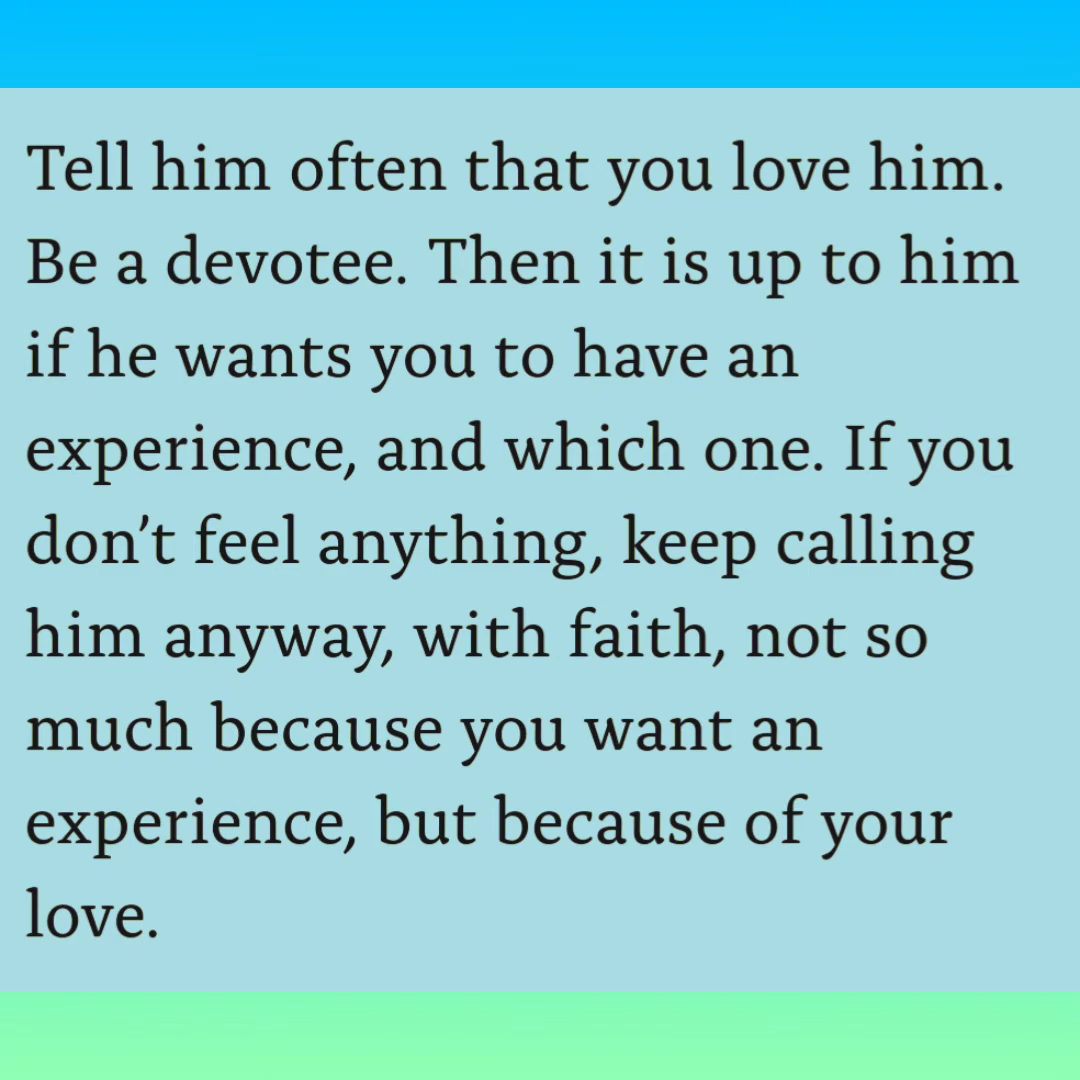 Tell him often that you love him.
Be a devotee. Then it is up to him
if he wants you to have an
experience, and which one. If you
don’t feel anything, keep calling
him anyway, with faith, not so
much because you want an
experience, but because of your
love.